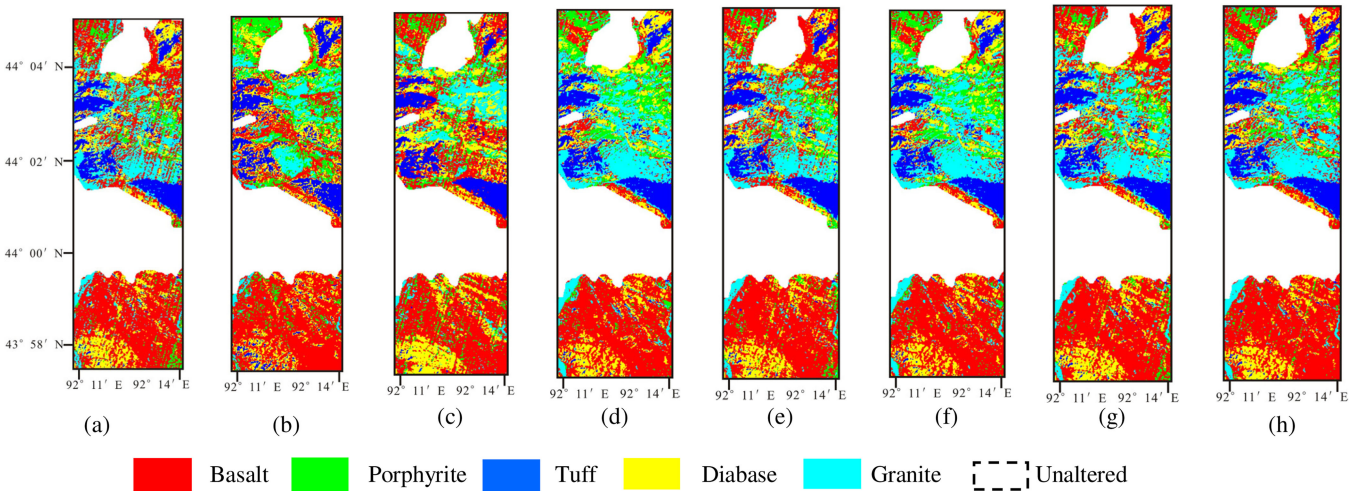 44° 04′ N
44° 02′ N
44° 00′ N
43° 58′ N
92° 11′ E 92° 14′ E
92° 11′ E 92° 14′ E
92° 11′ E 92° 14′ E
92° 11′ E 92° 14′ E
92° 11′ E 92° 14′ E
92° 11′ E 92° 14′ E
92° 11′ E 92° 14′ E
92° 11′ E 92° 14′ E
(a) (b) (c) (d) (e) (f) (g) (h)
Basalt Porphyrite Tuff Diabase Granite Unaltered